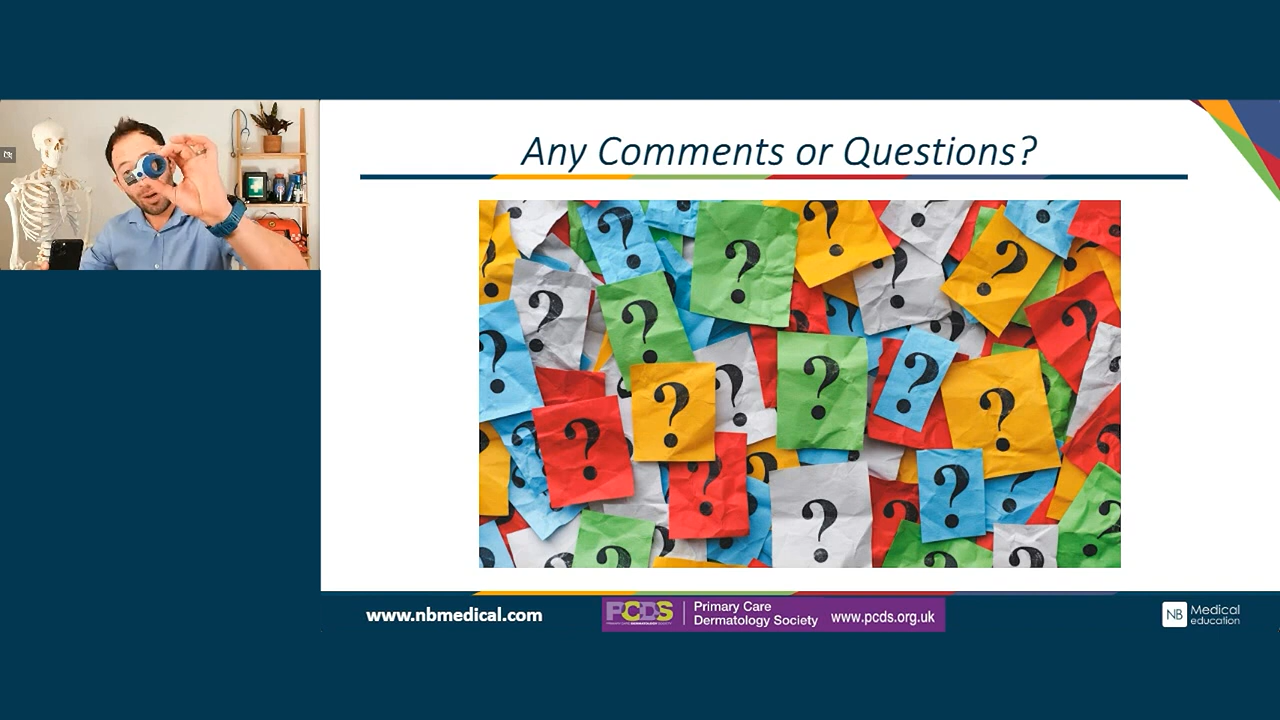 Any Comments or Questions?
www.nbmedical.com
PCDS
Primary Care
Dermatology Society
www.pcds.org.uk
NB
Medical
education